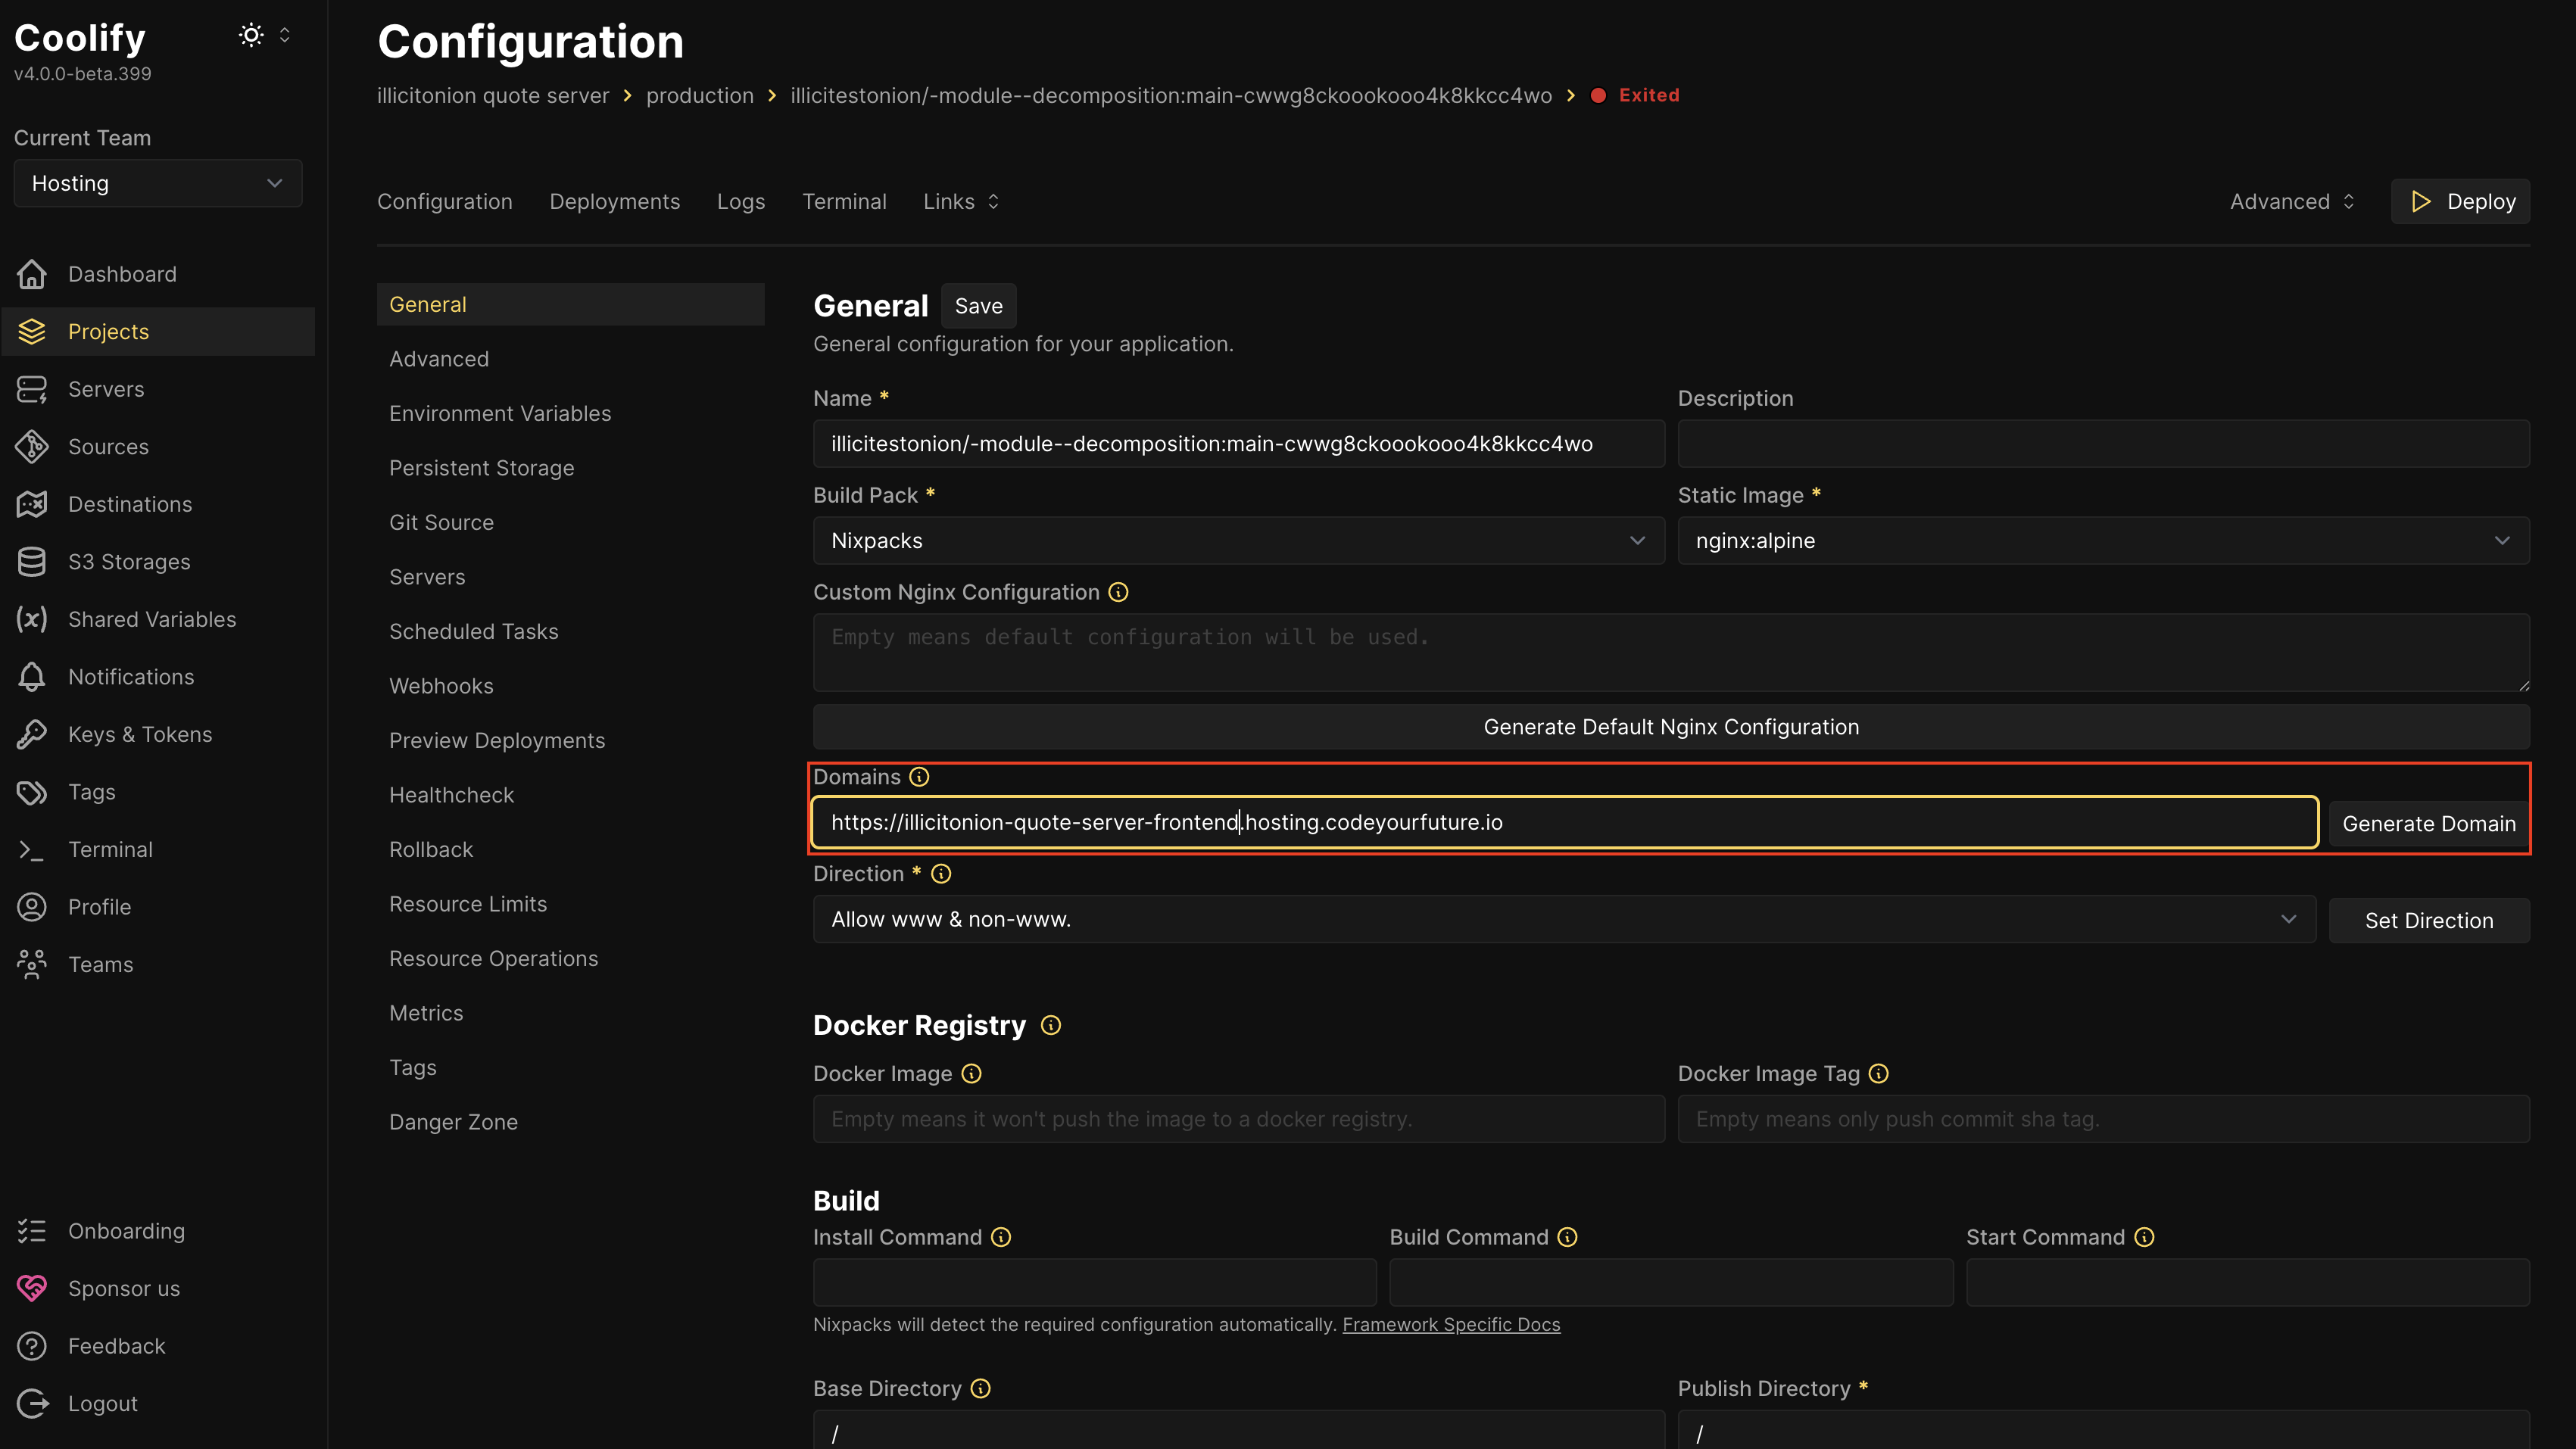 Coolify
v4.0.0-beta.399
Current Team
Hosting
Dashboard
Projects
Servers
Sources
Destinations
S3 Storages
Shared Variables
Notifications
Keys & Tokens
Tags
Terminal
Profile
Teams
Onboarding
Sponsor us
Feedback
Logout
Configuration
illicitonion quote server > production > illicitestonion/-module--decomposition:main-cwwg8ckoookooo4k8kkcc4wo > Exited
Configuration Deployments Logs Terminal Links Advanced Deploy
General
Advanced
Environment Variables
Persistent Storage
Git Source
Servers
Scheduled Tasks
Webhooks
Preview Deployments
Healthcheck
Rollback
Resource Limits
Resource Operations
Metrics
Tags
Danger Zone
General Save
General configuration for your application.
Name * Description
illicitestonion/-module--decomposition:main-cwwg8ckoookooo4k8kkcc4wo
Build Pack * Static Image *
Nixpacks nginx:alpine
Custom Nginx Configuration
Empty means default configuration will be used.
Generate Default Nginx Configuration
Domains
https://illicitonion-quote-server-frontend.hosting.codeyourfuture.io Generate Domain
Direction *
Allow www & non-www. Set Direction
Docker Registry
Docker Image Docker Image Tag
Empty means it won't push the image to a docker registry. Empty means only push commit sha tag.
Build
Install Command Build Command Start Command
Nixpacks will detect the required configuration automatically. Framework Specific Docs
Base Directory Publish Directory *
/ /